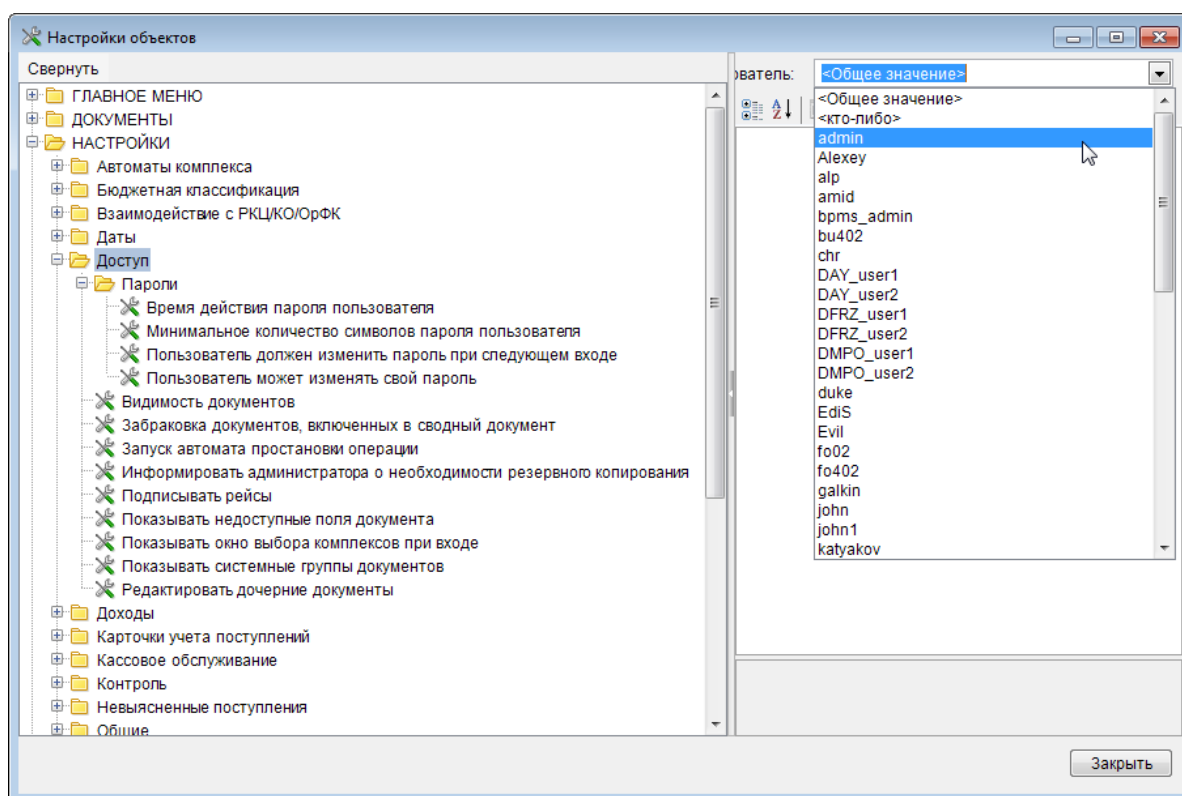 Настройки объектов
Свернуть
ГЛАВНОЕ МЕНЮ
ДОКУМЕНТЫ
НАСТРОЙКИ
Автоматы комплекса
Бюджетная классификация
Взаимодействие с РКЦ/КО/ОрФК
Даты
Доступ
Пароли
Время действия пароля пользователя
Минимальное количество символов пароля пользователя
Пользователь должен изменить пароль при следующем входе
Пользователь может изменять свой пароль
Видимость документов
Забраковка документов, включенных в сводный документ
Запуск автомата простановки операции
Информировать администратора о необходимости резервного копирования
Подписывать рейсы
Показывать недоступные поля документа
Показывать окно выбора комплексов при входе
Показывать системные группы документов
Редактировать дочерние документы
Доходы
Карточки учета поступлений
Кассовое обслуживание
Контроль
Невыясненные поступления
Общие
ователь: <Общее значение>
<Общее значение>
<кто-либо>
admin
Alexey
alp
amid
bpms_admin
bu402
chr
DAY_user1
DAY_user2
DFRZ_user1
DFRZ_user2
DMPO_user1
DMPO_user2
duke
EdiS
Evil
fo02
fo402
galkin
john
john1
katyakov
Закрыть